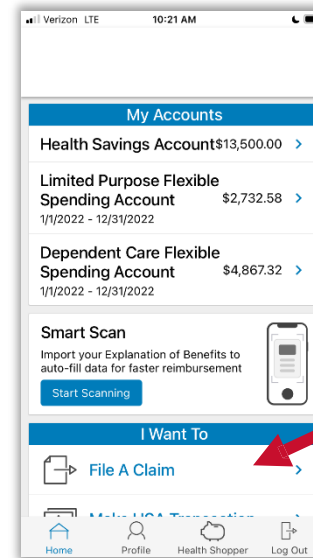 Verizon LTE 10:21 AM
My Accounts
Health Savings Account $13,500.00
Limited Purpose Flexible
Spending Account $2,732.58
1/1/2022 - 12/31/2022
Dependent Care Flexible
Spending Account $4,867.32
1/1/2022 - 12/31/2022
Smart Scan
Import your Explanation of Benefits to
auto-fill data for faster reimbursement
Start Scanning
I Want To
File A Claim
Make HSA Transaction
Home Profile Health Shopper Log Out